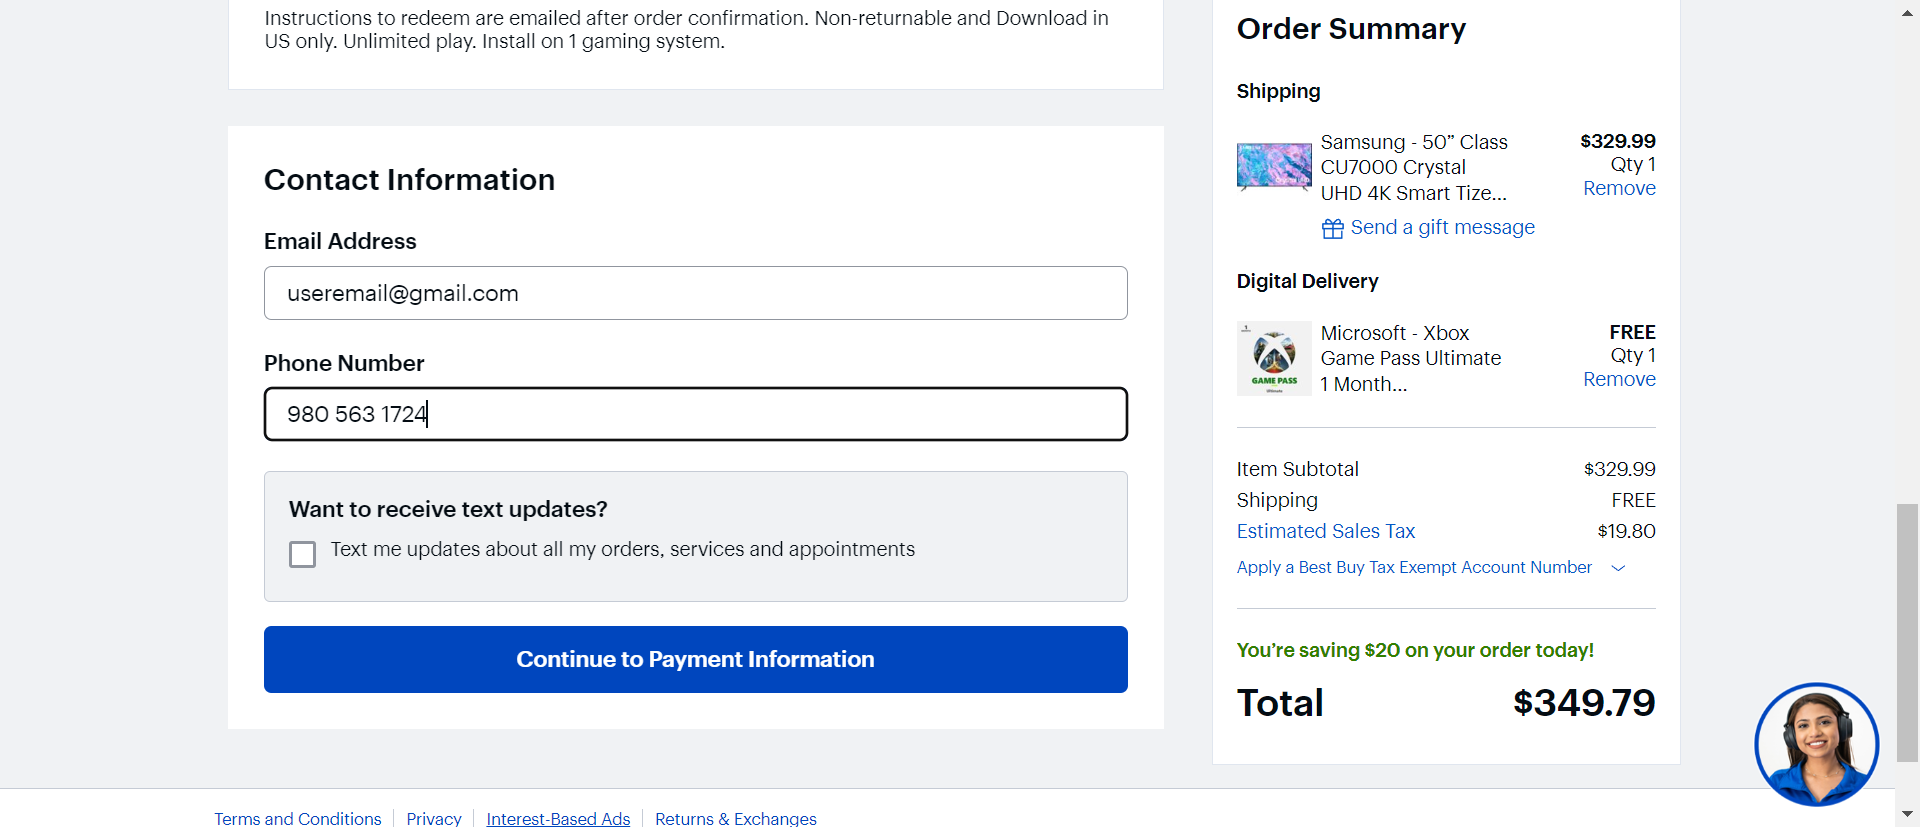 Instructions to redeem are emailed after order confirmation. Non-returnable and Download in
US only. Unlimited play. Install on 1 gaming system.
Contact Information
Email Address
useremail@gmail.com
Phone Number
980 563 1724
Want to receive text updates?
Text me updates about all my orders, services and appointments
Continue to Payment Information
Order Summary
Shipping
Samsung - 50” Class $329.99
CU7000 Crystal Qty 1
UHD 4K Smart Tize... Remove
Send a gift message
Digital Delivery
GAME PASS
Ultimate
Microsoft - Xbox FREE
Game Pass Ultimate Qty 1
1 Month... Remove
Item Subtotal $329.99
Shipping FREE
Estimated Sales Tax $19.80
Apply a Best Buy Tax Exempt Account Number
You’re saving $20 on your order today!
Total $349.79
Terms and Conditions Privacy Interest-Based Ads Returns & Exchanges